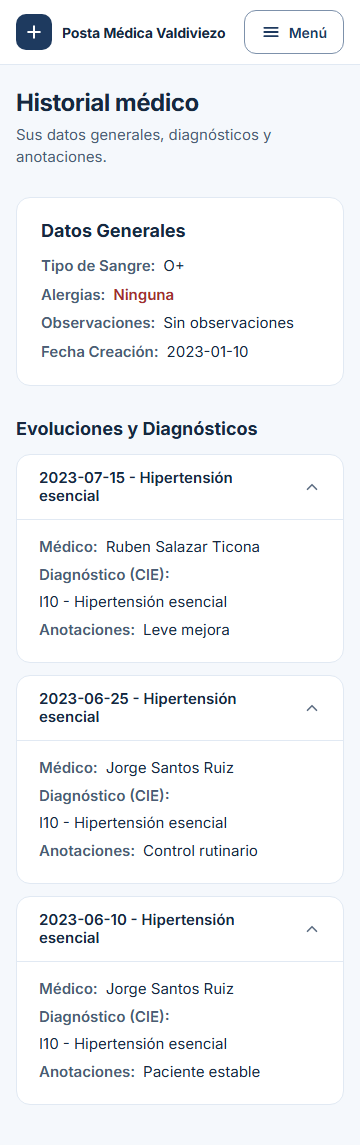 Posta Médica Valdiviezo
Menú
Historial médico
Sus datos generales, diagnósticos y
anotaciones.
Datos Generales
Tipo de Sangre: O+
Alergias: Ninguna
Observaciones: Sin observaciones
Fecha Creación: 2023-01-10
Evoluciones y Diagnósticos
2023-07-15 - Hipertensión
esencial
Médico: Ruben Salazar Ticona
Diagnóstico (CIE):
I10 - Hipertensión esencial
Anotaciones: Leve mejora
2023-06-25 - Hipertensión
esencial
Médico: Jorge Santos Ruiz
Diagnóstico (CIE):
I10 - Hipertensión esencial
Anotaciones: Control rutinario
2023-06-10 - Hipertensión
esencial
Médico: Jorge Santos Ruiz
Diagnóstico (CIE):
I10 - Hipertensión esencial
Anotaciones: Paciente estable